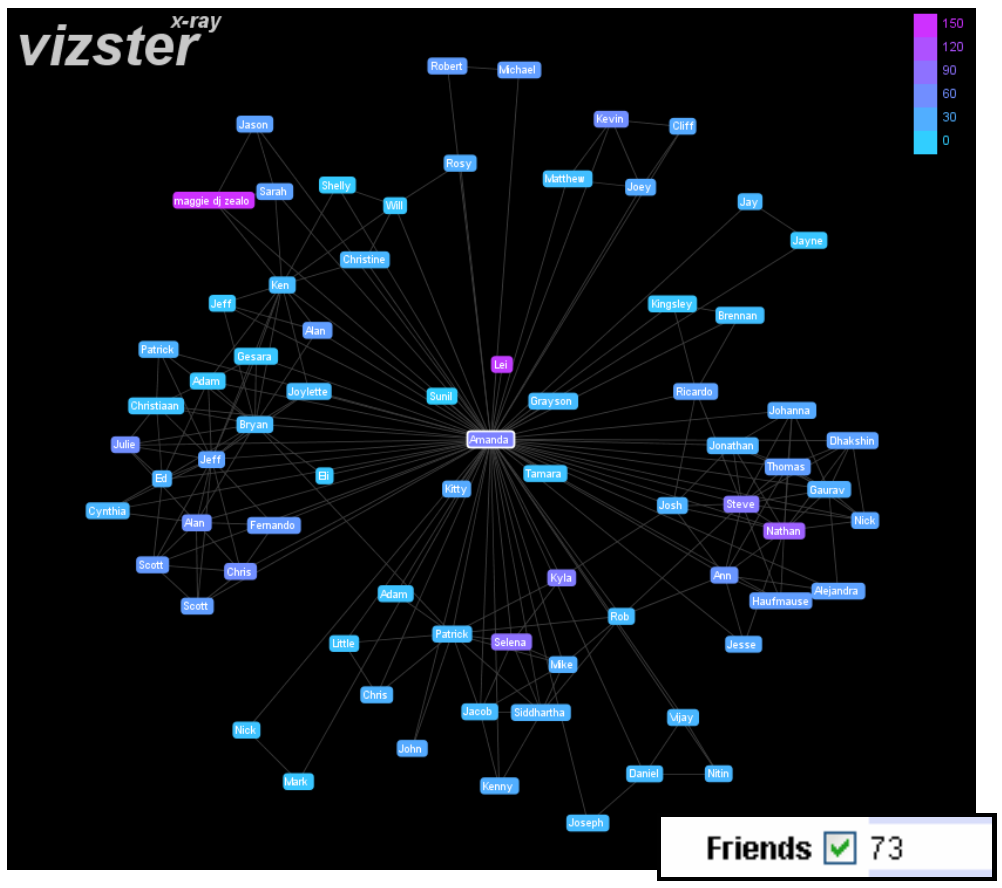 x-ray
vizster
150
120
90
60
30
0
Robert
Michael
Kevin
Cliff
Jason
Rosy
Matthew
Joey
Shelly
Sarah
maggie dj zealo
Will
Jay
Jayne
Christine
Ken
Jeff
Kingsley
Brennan
Alan
Patrick
Gesara
Lei
Adam
Joylette
Sunil
Grayson
Ricardo
Christiaan
Johanna
Bryan
Julie
Amanda
Jonathan
Dhakshin
Jeff
Thomas
Ed
Eli
Tamara
Kitty
Gaurav
Cynthia
Josh
Steve
Alan
Fernando
Nick
Nathan
Scott
Chris
Kyla
Ann
Alejandra
Adam
Haufmause
Scott
Rob
Patrick
Little
Selena
Jesse
Mike
Chris
Jacob
Siddhartha
Vijay
Nick
John
Daniel
Nitin
Mark
Kenny
Joseph
Friends 73